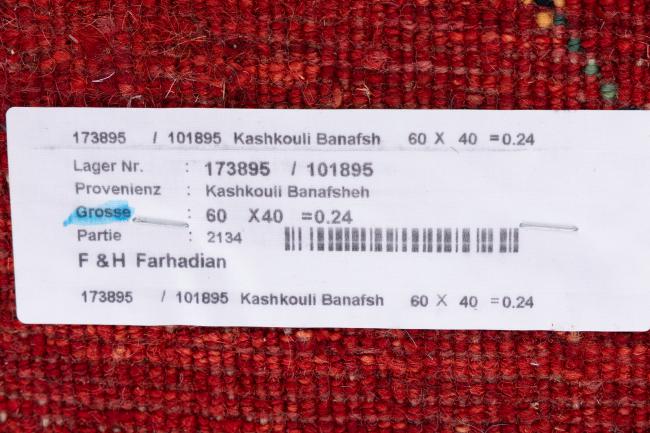 173895 / 101895 Kashkouli Banafsh 60 X 40 =0.24
Lager Nr. : 173895 / 101895
Provenienz : Kashkouli Banafsheh
Grosse : 60 X40 =0.24
Partie : 2134
F & H Farhadian
173895 / 101895 Kashkouli Banafsh 60 X 40 =0.24